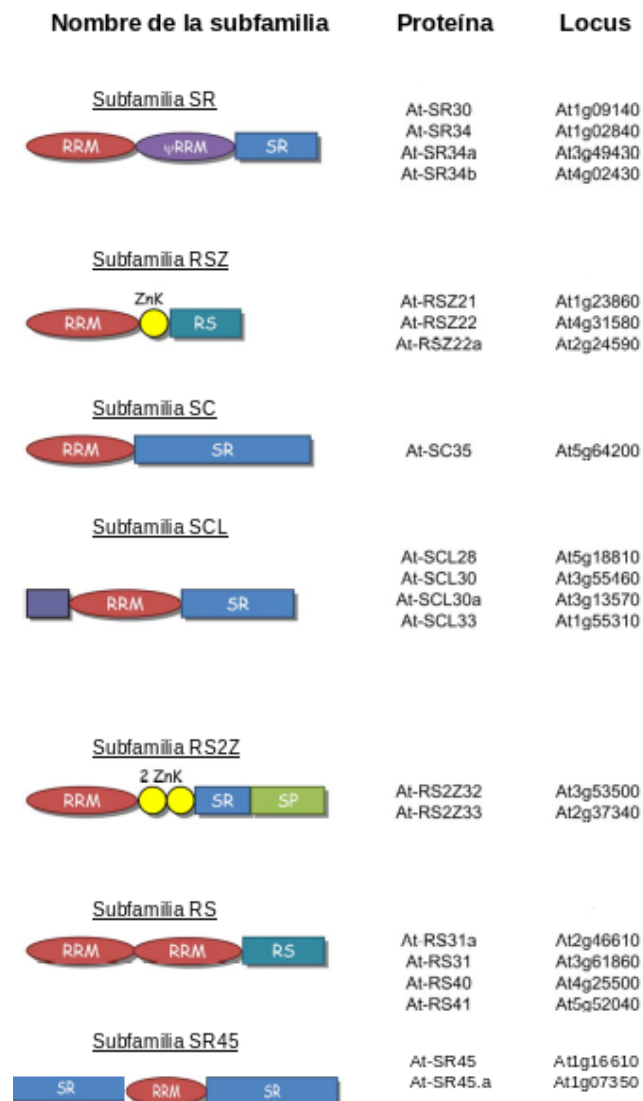 Nombre de la subfamilia Proteína Locus
Subfamilia SR
RRM ψRRM SR
At-SR30 At1g09140
At-SR34 At1g02840
At-SR34a At3g49430
At-SR34b At4g02430
Subfamilia RSZ
ZnK
RRM RS
At-RSZ21 At1g23860
At-RSZ22 At4g31580
At-RSZ22a At2g24590
Subfamilia SC
RRM SR
At-SC35 At5g64200
Subfamilia SCL
RRM SR
At-SCL28 At5g18810
At-SCL30 At3g55460
At-SCL30a At3g13570
At-SCL33 At1g55310
Subfamilia RS2Z
2 ZnK
RRM SR SP
At-RS2Z32 At3g53500
At-RS2Z33 At2g37340
Subfamilia RS
RRM RRM RS
At-RS31a At2g46610
At-RS31 At3g61860
At-RS40 At4g25500
At-RS41 At5g52040
Subfamilia SR45
SR RRM SR
At-SR45 At1g16610
At-SR45.a At1g07350